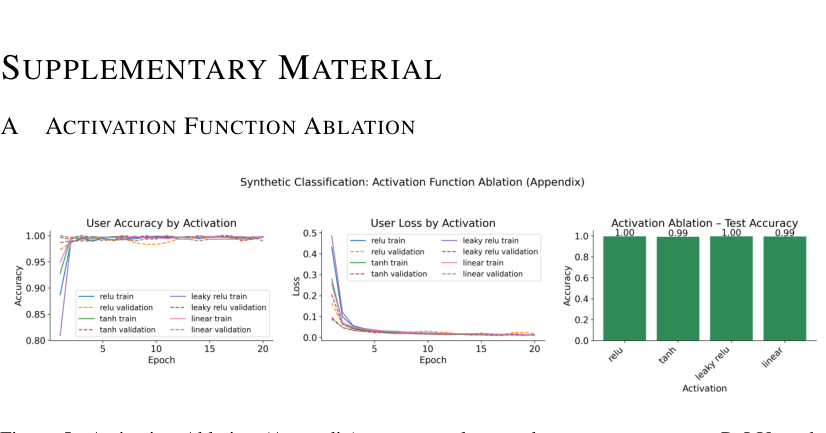 SUPPLEMENTARY MATERIAL
A ACTIVATION FUNCTION ABLATION
Synthetic Classification: Activation Function Ablation (Appendix)
User Accuracy by Activation
Accuracy
1.00
0.95
0.90
0.85
0.80
relu train
relu validation
tanh train
tanh validation
leaky relu train
leaky relu validation
linear train
linear validation
5 10 15 20
Epoch
User Loss by Activation
Loss
0.5
0.4
0.3
0.2
0.1
0.0
relu train
relu validation
tanh train
tanh validation
leaky relu train
leaky relu validation
linear train
linear validation
5 10 15 20
Epoch
Activation Ablation – Test Accuracy
Accuracy
1.0
0.8
0.6
0.4
0.2
0.0
1.00 0.99 1.00 0.99
relu
tanh
leaky relu
linear
Activation